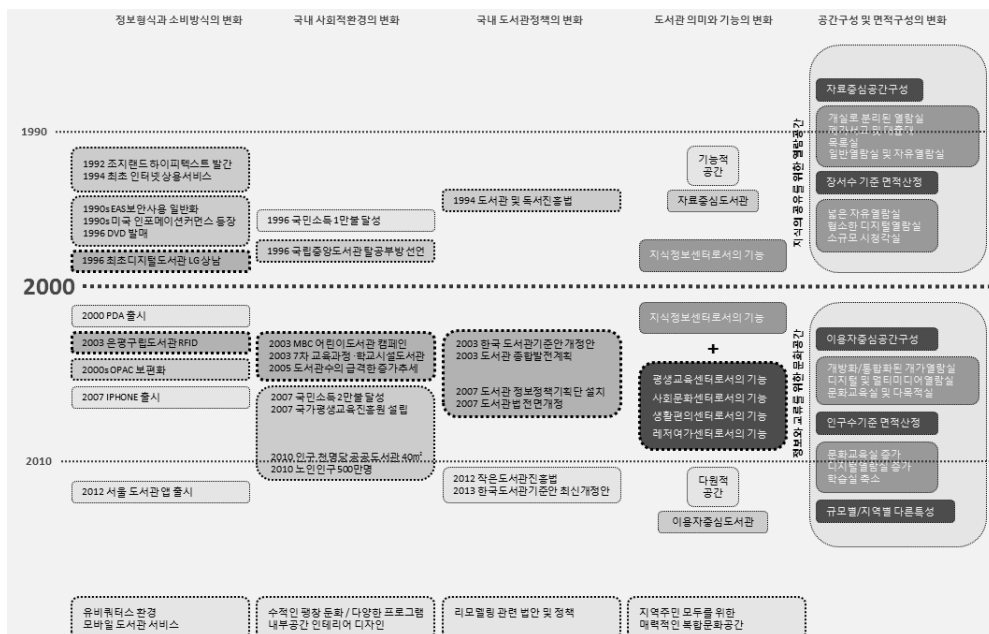 정보형식과 소비방식의 변화
국내 사회적환경의 변화
국내 도서관정책의 변화
도서관 의미와 기능의 변화
공간구성 및 면적구성의 변화
1990
1992 조지랜드 하이퍼텍스트 발간
1994 최초 인터넷 상용서비스
1990s EAS보안사용 일반화
1990s 미국 인포메이션커먼스 등장
1996 DVD 발매
1996 최초디지털도서관 LG상남
1996 국민소득 1만불 달성
1996 국립중앙도서관 탈공부방 선언
1994 도서관 및 독서진흥법
기능적
공간
자료중심도서관
지식정보센터로서의 기능
지식의 공유를 위한 열람공간
자료중심공간구성
개실로 분리된 열람실
폐가서고 및 대출대
목록실
일반열람실 및 자유열람실
장서수 기준 면적산정
넓은 자유열람실
협소한 디지털열람실
소규모 시청각실
2000
2000 PDA 출시
2003 은평구립도서관 RFID
2000s OPAC 보편화
2007 IPHONE 출시
2003 MBC 어린이도서관 캠페인
2003 7차 교육과정·학교시설도서관
2005 도서관수의 급격한 증가추세
2007 국민소득 2만불 달성
2007 국가평생교육진흥원 설립
2010 인구 천명당 공공도서관 40㎡
2010 노인인구 500만명
2003 한국 도서관기준안 개정안
2003 도서관 종합발전계획
2007 도서관 정보정책기획단 설치
2007 도서관법전면개정
지식정보센터로서의 기능
+
평생교육센터로서의 기능
사회문화센터로서의 기능
생활편의센터로서의 기능
레저여가센터로서의 기능
정보와 교류를 위한 문화공간
이용자중심공간구성
개방화/통합화된 개가열람실
디지털 및 멀티미디어열람실
문화교육실 및 다목적실
인구수기준 면적산정
문화교육실 증가
디지털열람실 증가
학습실 축소
규모별/지역별 다른특성
2010
2012 서울 도서관 앱 출시
2012 작은도서관진흥법
2013 한국도서관기준안 최신개정안
다원적
공간
이용자중심도서관
유비쿼터스 환경
모바일 도서관 서비스
수적인 팽창 둔화 / 다양한 프로그램
내부공간 인테리어 디자인
리모델링 관련 법안 및 정책
지역주민 모두를 위한
매력적인 복합문화공간